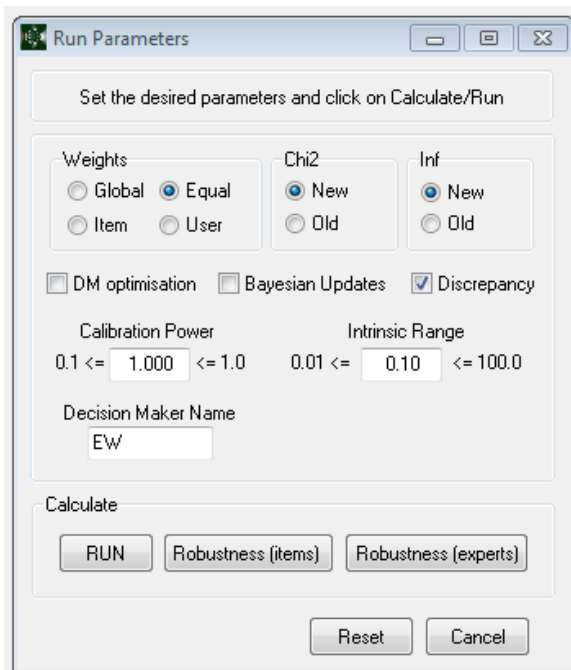 Run Parameters
Set the desired parameters and click on Calculate/Run
Weights
Global Equal
Item User
Chi2
New
Old
Inf
New
Old
DM optimisation Bayesian Updates Discrepancy
Calibration Power
0.1 <= 1.000 <= 1.0
Intrinsic Range
0.01 <= 0.10 <= 100.0
Decision Maker Name
EW
Calculate
RUN Robustness (items) Robustness (experts)
Reset Cancel